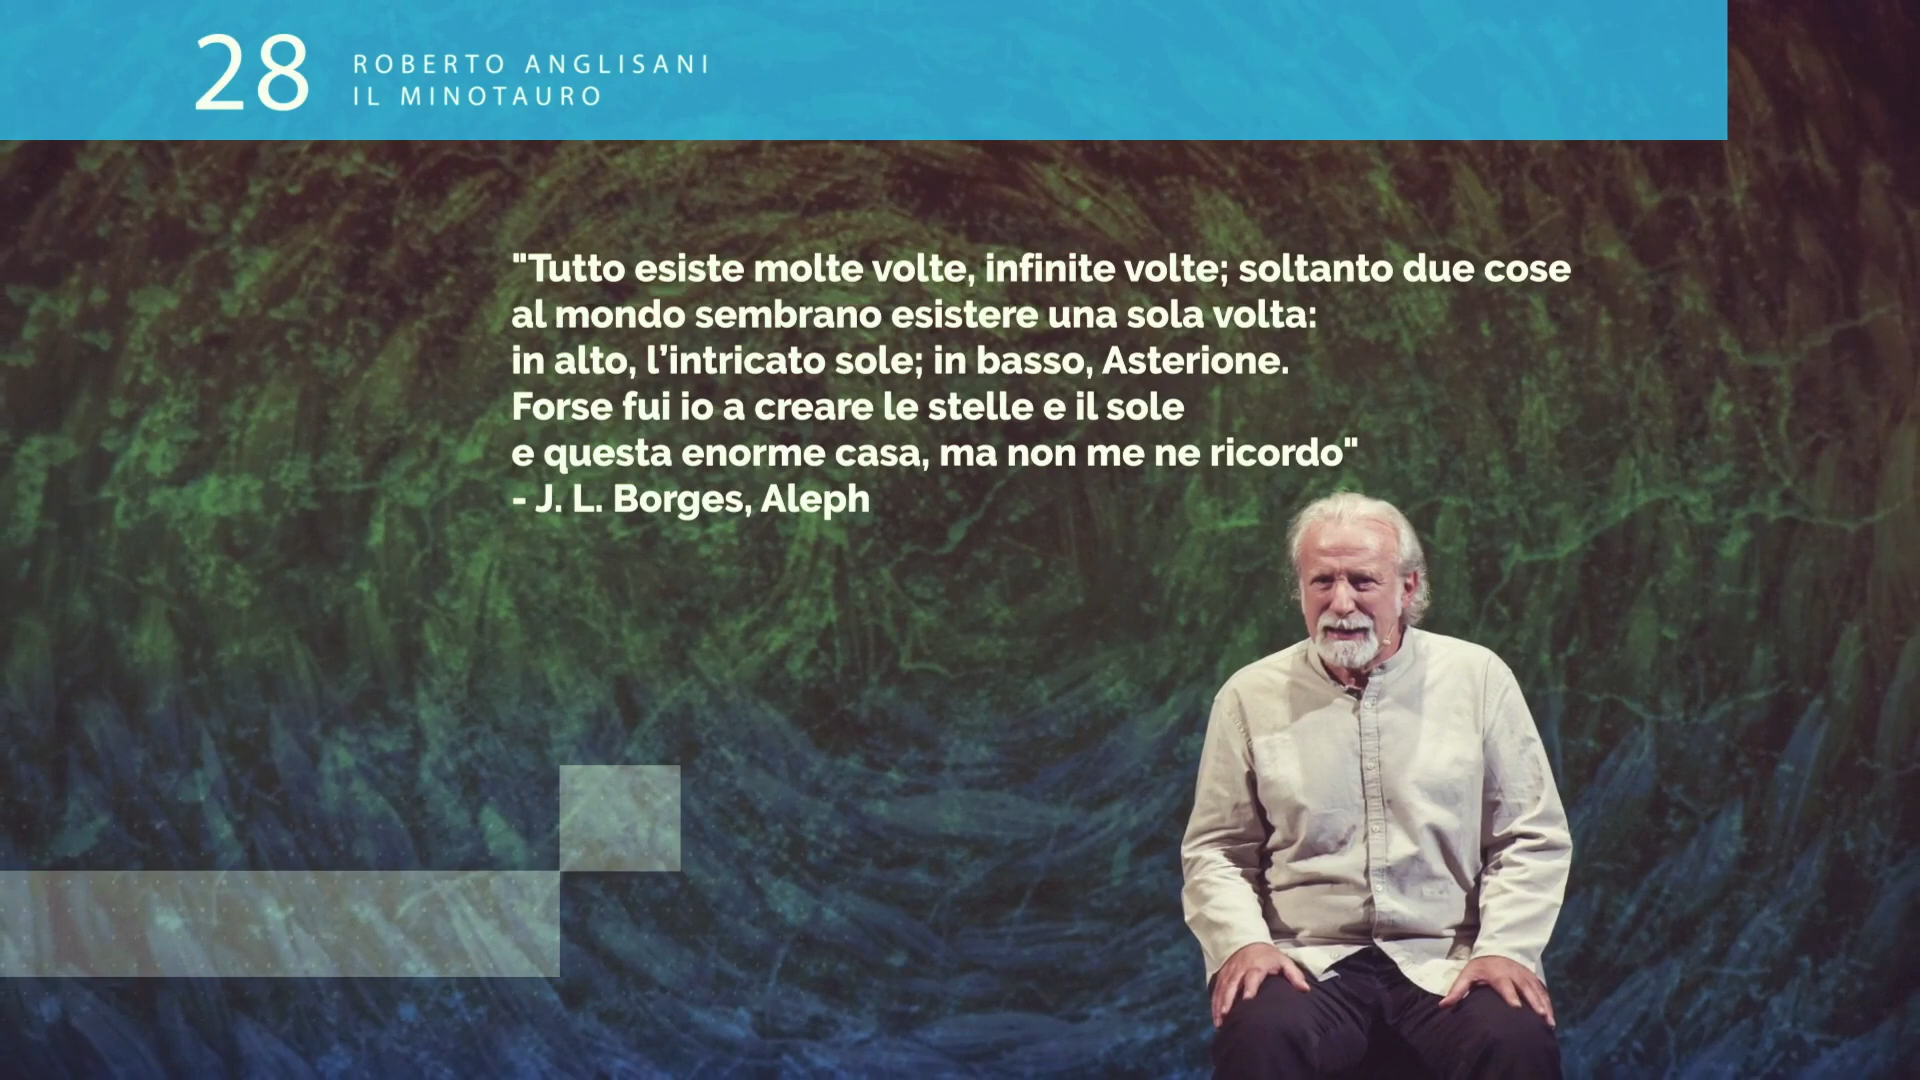 28
ROBERTO ANGLISANI
IL MINOTAURO
"Tutto esiste molte volte, infinite volte; soltanto due cose
al mondo sembrano esistere una sola volta:
in alto, l’intricato sole; in basso, Asterione.
Forse fui io a creare le stelle e il sole
e questa enorme casa, ma non me ne ricordo"
- J. L. Borges, Aleph